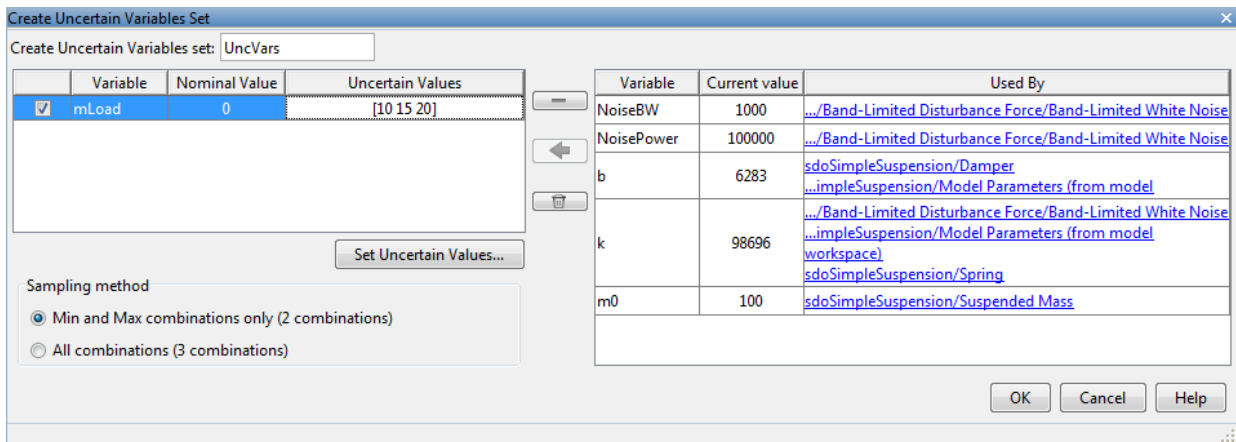 Create Uncertain Variables Set
Create Uncertain Variables set: UncVars
Variable Nominal Value Uncertain Values
mLoad 0 [10 15 20]
Set Uncertain Values...
Sampling method
Min and Max combinations only (2 combinations)
All combinations (3 combinations)
Variable Current value Used By
NoiseBW 1000 .../Band-Limited Disturbance Force/Band-Limited White Noise
NoisePower 100000 .../Band-Limited Disturbance Force/Band-Limited White Noise
b 6283 sdoSimpleSuspension/Damper
...impleSuspension/Model Parameters (from model
k 98696 .../Band-Limited Disturbance Force/Band-Limited White Noise
...impleSuspension/Model Parameters (from model
workspace)
sdoSimpleSuspension/Spring
m0 100 sdoSimpleSuspension/Suspended Mass
OK Cancel Help